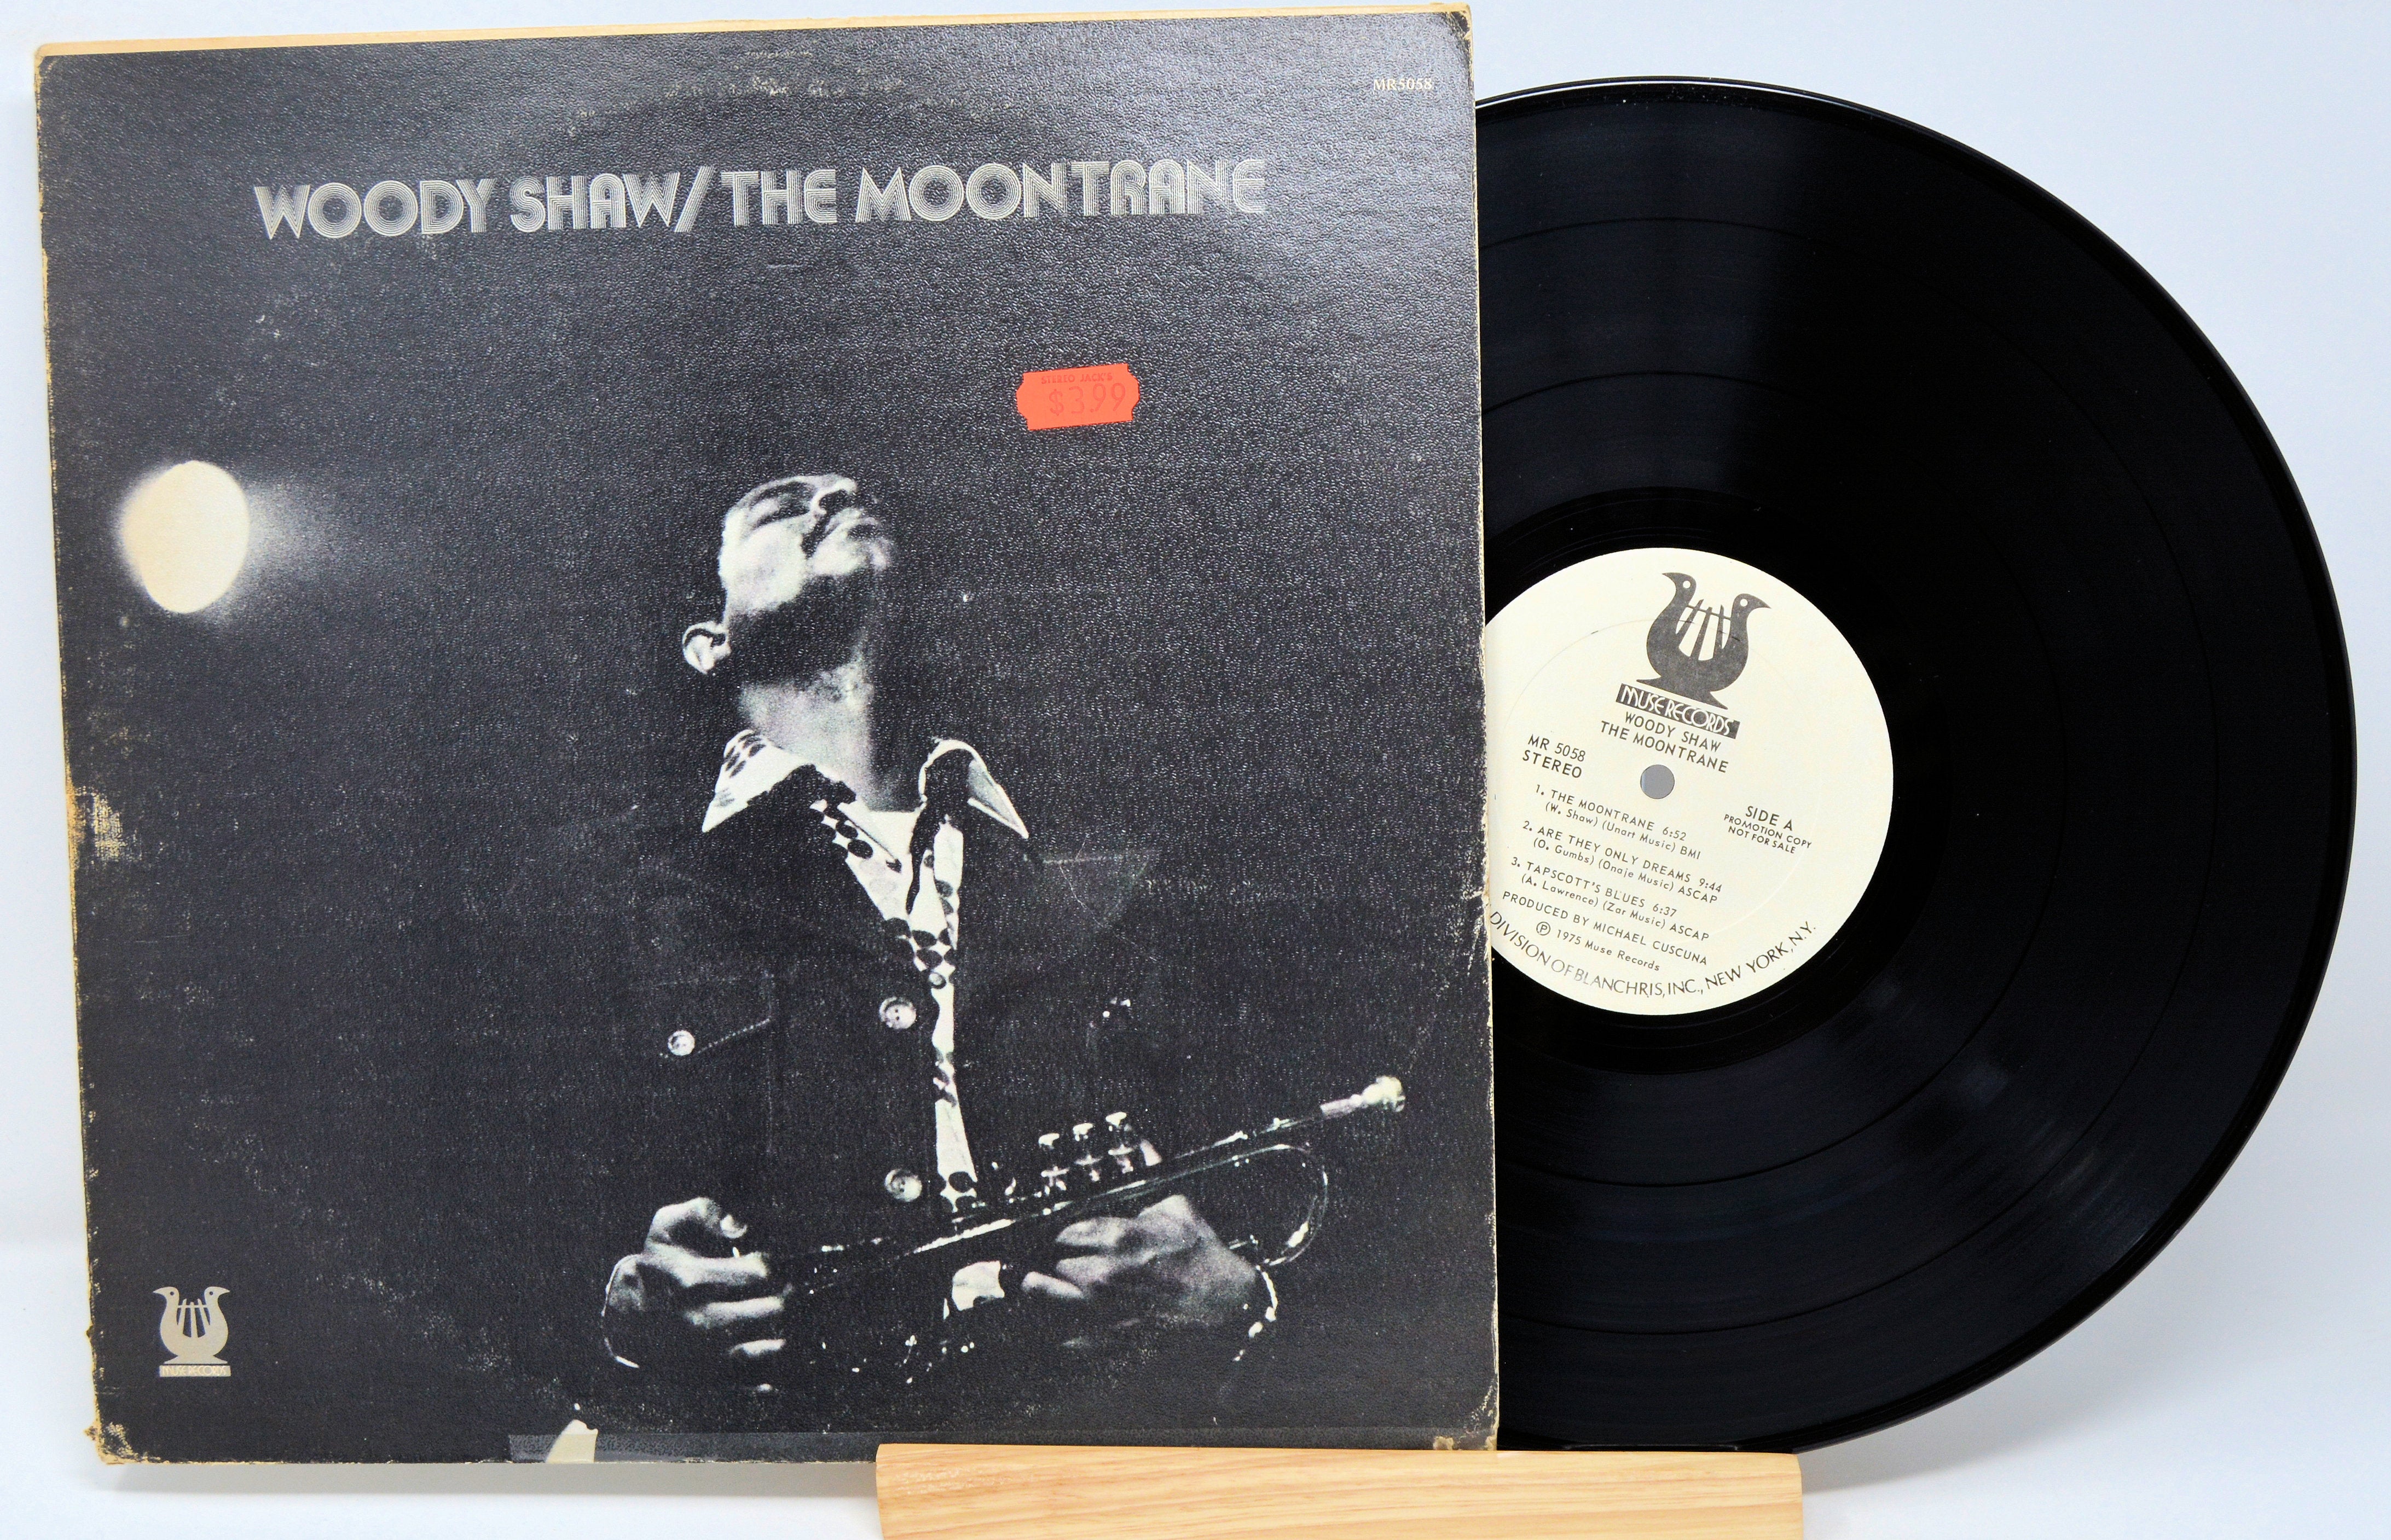 MR5058
WOODY SHAW/THE MOONTRANE
STEREO JACK'S
$3.99
MUSE RECORDS
MUSE RECORDS
WOODY SHAW
THE MOONTRANE
MR 5058
STEREO
SIDE A
PROMOTION COPY
NOT FOR SALE
1. THE MOONTRANE 6:52
(W. Shaw) (Unart Music) BMI
2. ARE THEY ONLY DREAMS 9:44
(O. Gumbs) (Onaje Music) ASCAP
3. TAPSCOTT'S BLUES 6:37
(A. Lawrence) (Zar Music) ASCAP
PRODUCED BY MICHAEL CUSCUNA
Ⓟ 1975 Muse Records
DIVISION OF BLANCHRIS, INC., NEW YORK, N.Y.